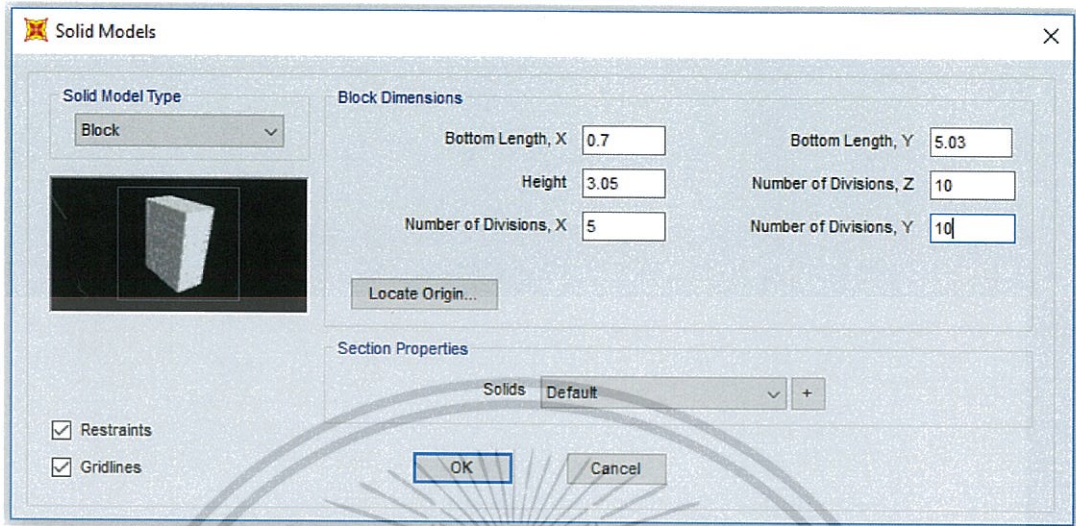 Solid Models
Solid Model Type
Block
Block Dimensions
Bottom Length, X 0.7
Bottom Length, Y 5.03
Height 3.05
Number of Divisions, Z 10
Number of Divisions, X 5
Number of Divisions, Y 10
Locate Origin...
Section Properties
Solids Default +
Restraints
Gridlines
OK Cancel